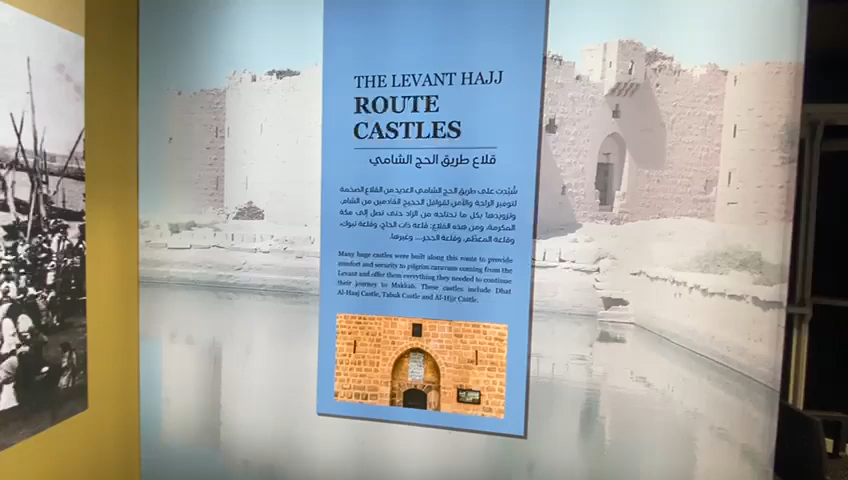 THE LEVANT HAJJ
ROUTE
CASTLES
قلاع طريق الحج الشامي
شُيّدت على طريق الحج الشامي العديد من القلاع الضخمة
لتوفير الراحة والأمن لقوافل الحجيج القادمين من الشام،
وتزويدها بكل ما تحتاجه من الزاد حتى تصل إلى مكة
المكرمة، ومن هذه القلاع: قلعة ذات الحاج، وقلعة تبوك،
وقلعة المعظّم، وقلعة الحجر... وغيرها.
Many huge castles were built along this route to provide
comfort and security to pilgrim caravans coming from the
Levant and offer them everything they needed to continue
their journey to Makkah. These castles include Dhat
Al-Haaj Castle, Tabuk Castle and Al-Hijr Castle.